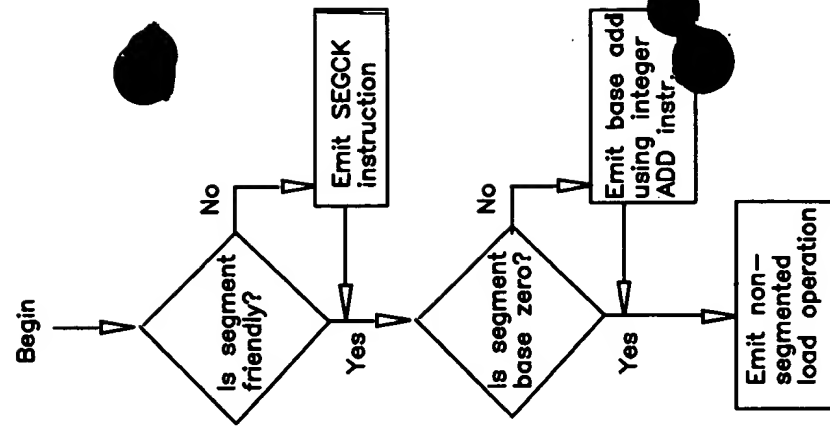 Begin
Is segment
friendly?
No
Emit SEGCK
instruction
Yes
Is segment
base zero?
No
Emit base add
using integer
ADD instr.
Yes
Emit non-
segmented
load operation